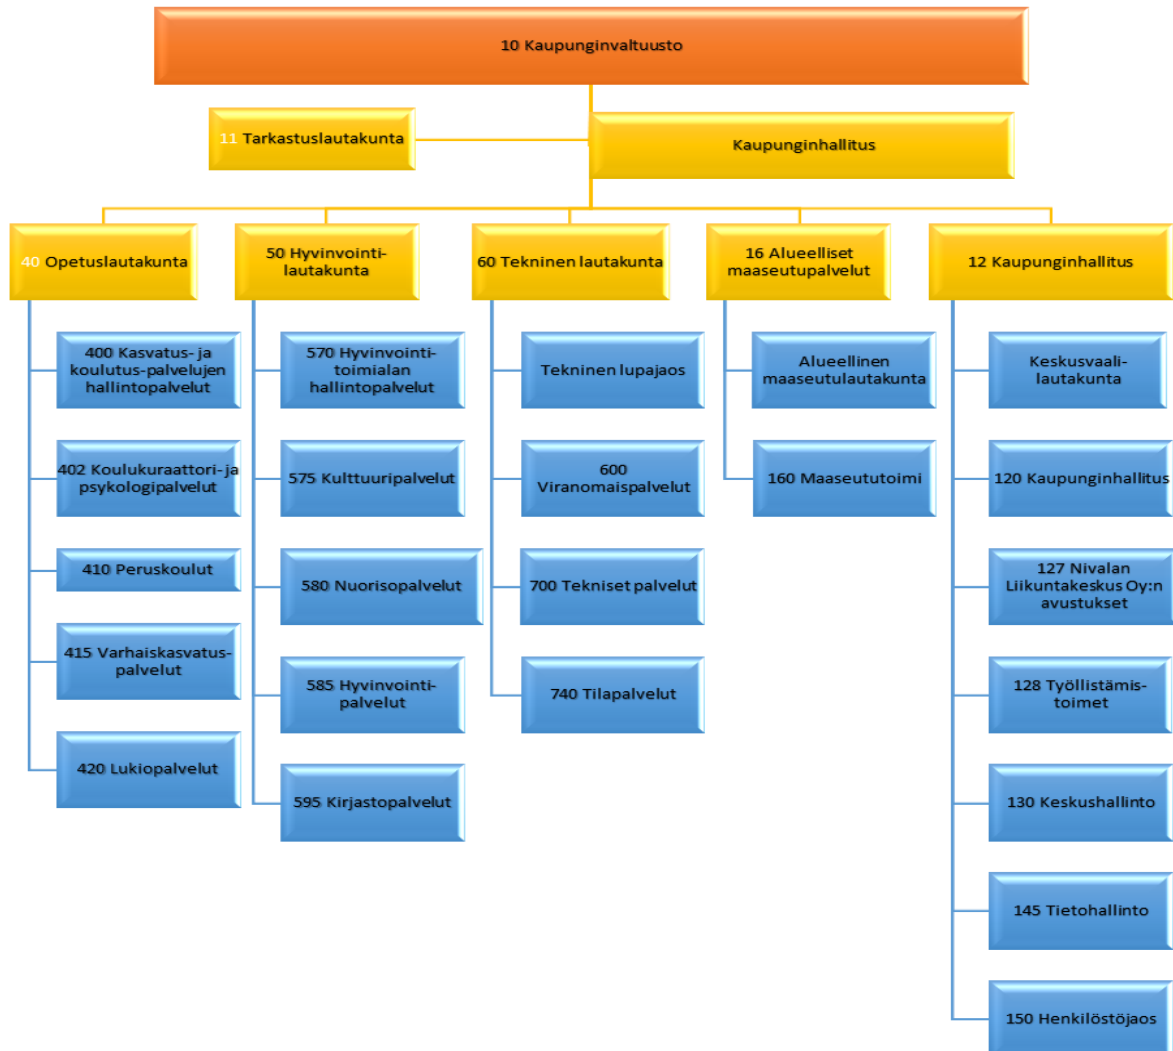 10 Kaupunginvaltuusto
11 Tarkastuslautakunta
Kaupunginhallitus
40 Opetuslautakunta
50 Hyvinvointi-
lautakunta
60 Tekninen lautakunta
16 Alueelliset
maaseutupalvelut
12 Kaupunginhallitus
400 Kasvatus- ja
koulutus-palvelujen
hallintopalvelut
402 Koulukuraattori- ja
psykologipalvelut
410 Peruskoulut
415 Varhaiskasvatus-
palvelut
420 Lukiopalvelut
570 Hyvinvointi-
toimialan
hallintopalvelut
575 Kulttuuripalvelut
580 Nuorisopalvelut
585 Hyvinvointi-
palvelut
595 Kirjastopalvelut
Tekninen lupajaos
600
Viranomaispalvelut
700 Tekniset palvelut
740 Tilapalvelut
Alueellinen
maaseutulautakunta
160 Maaseututoimi
Keskusvaali-
lautakunta
120 Kaupunginhallitus
127 Nivalan
Liikuntakeskus Oy:n
avustukset
128 Työllistämis-
toimet
130 Keskushallinto
145 Tietohallinto
150 Henkilöstöjaos